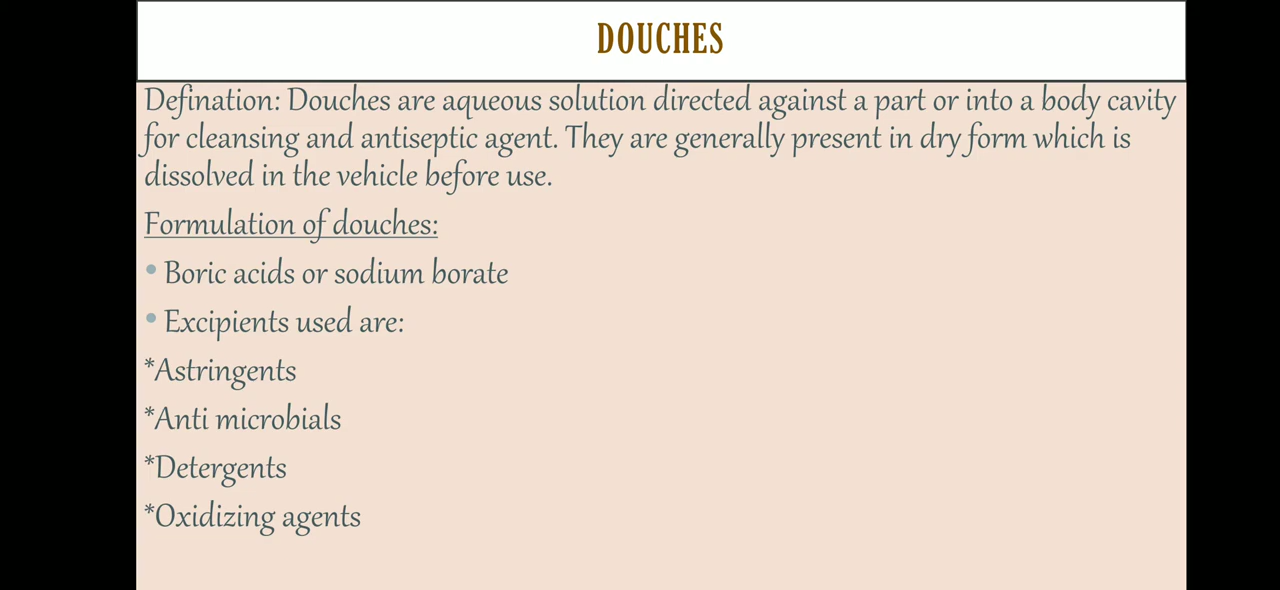 DOUCHES
Defination: Douches are aqueous solution directed against a part or into a body cavity
for cleansing and antiseptic agent. They are generally present in dry form which is
dissolved in the vehicle before use.
Formulation of douches:
• Boric acids or sodium borate
• Excipients used are:
*Astringents
*Anti microbials
*Detergents
*Oxidizing agents